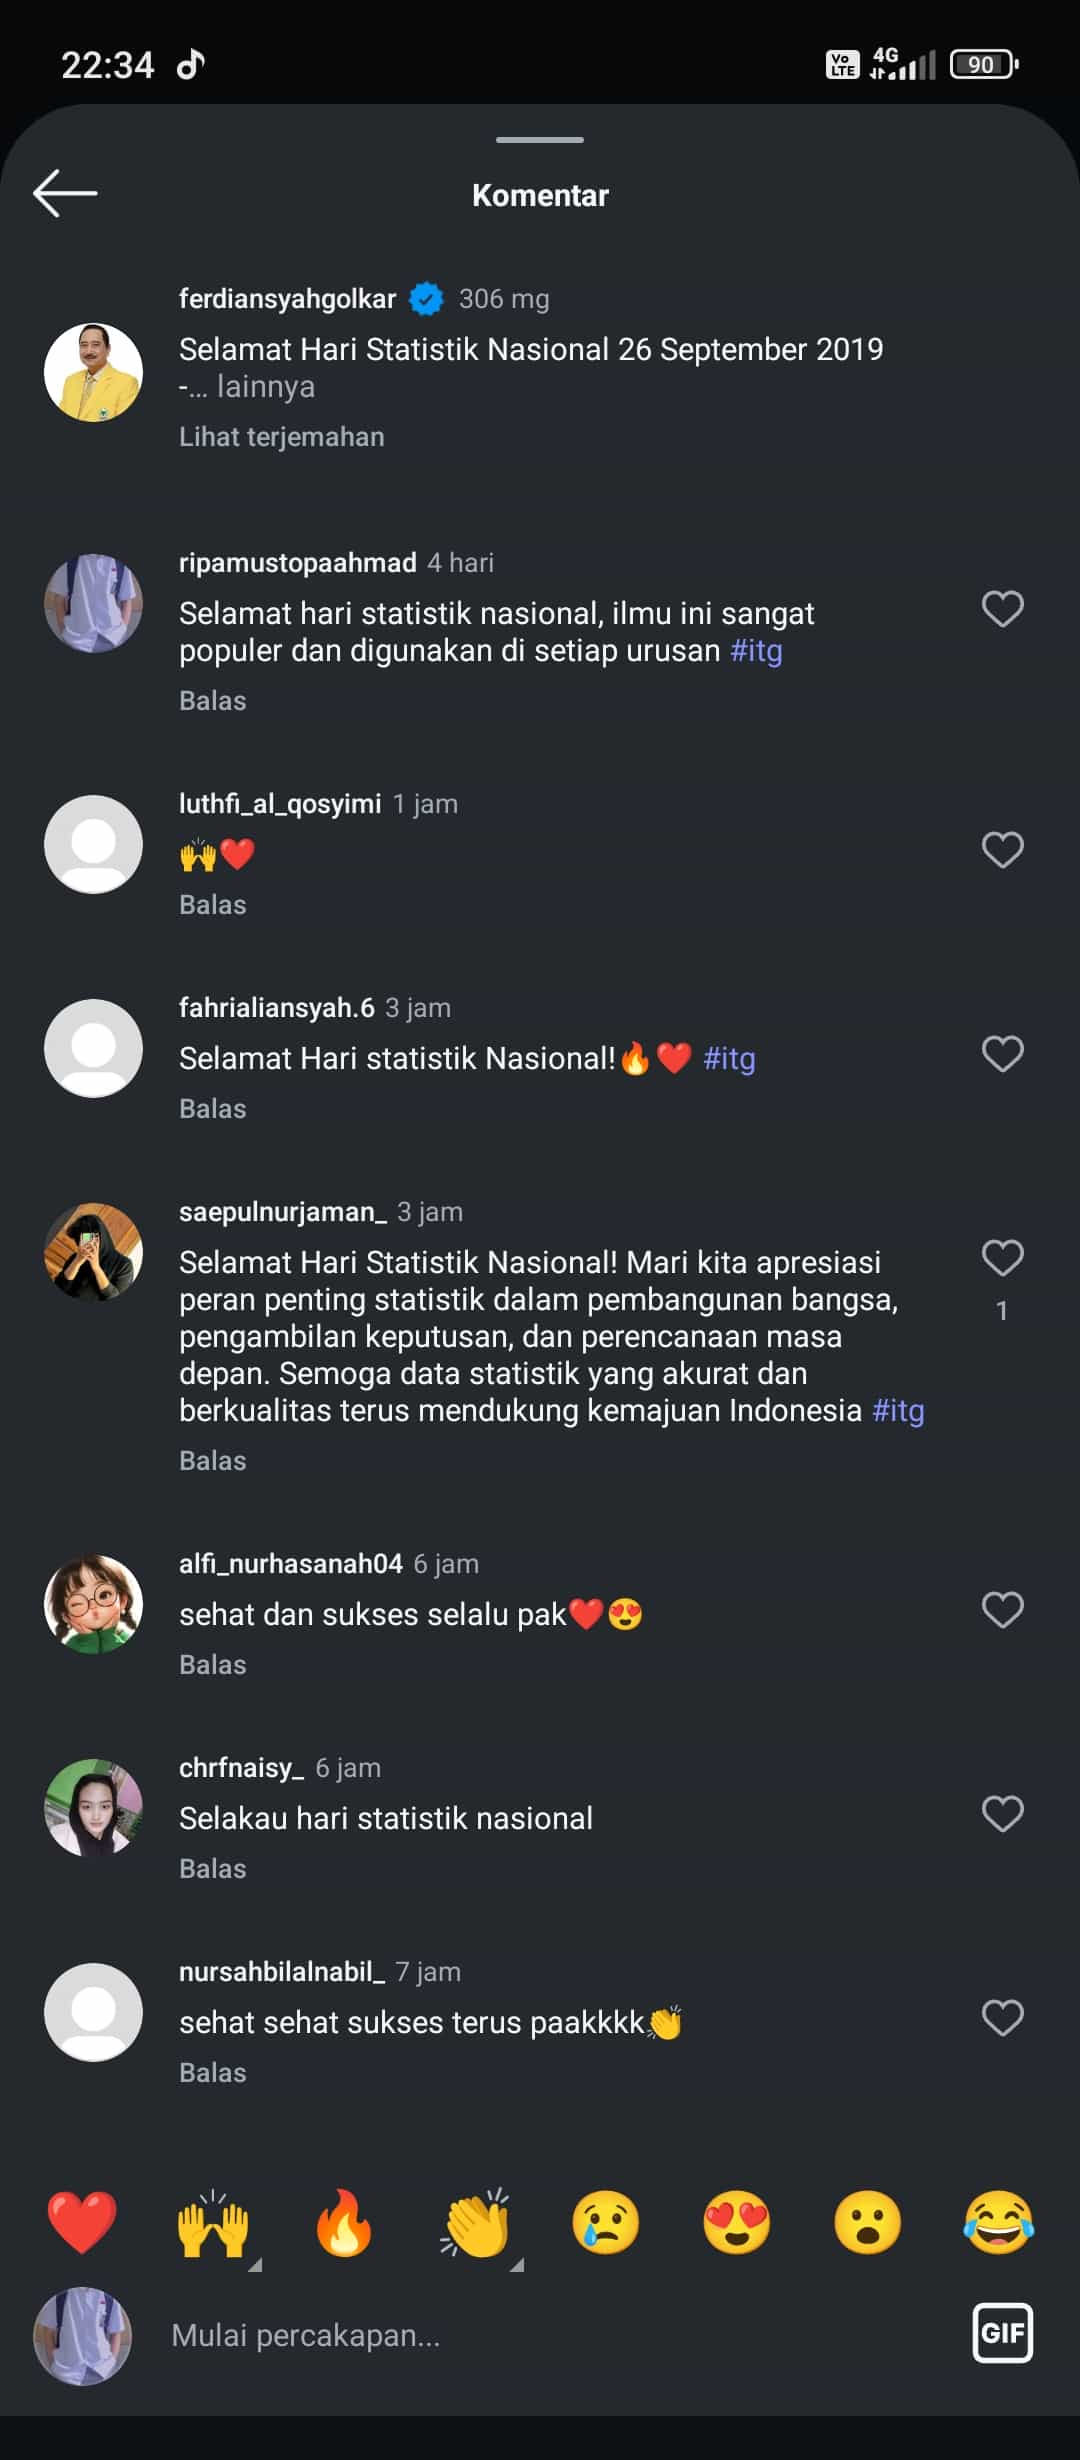 22:34
Vo LTE 4G 90
Komentar
ferdiansyahgolkar 306 mg
Selamat Hari Statistik Nasional 26 September 2019
-... lainnya
Lihat terjemahan
ripamustopaahmad 4 hari
Selamat hari statistik nasional, ilmu ini sangat
populer dan digunakan di setiap urusan #itg
Balas
luthfi_al_qosyimi 1 jam
🙌❤️
Balas
fahrialiansyah.6 3 jam
Selamat Hari statistik Nasional!🔥❤️ #itg
Balas
saepulnurjaman_ 3 jam
Selamat Hari Statistik Nasional! Mari kita apresiasi
peran penting statistik dalam pembangunan bangsa,
pengambilan keputusan, dan perencanaan masa
depan. Semoga data statistik yang akurat dan
berkualitas terus mendukung kemajuan Indonesia #itg
1
Balas
alfi_nurhasanah04 6 jam
sehat dan sukses selalu pak❤️😍
Balas
chrfnaisy_ 6 jam
Selakau hari statistik nasional
Balas
nursahbilalnabil_ 7 jam
sehat sehat sukses terus paakkkk👏
Balas
❤️🙌🔥👏😢😍😮😂
Mulai percakapan...
GIF